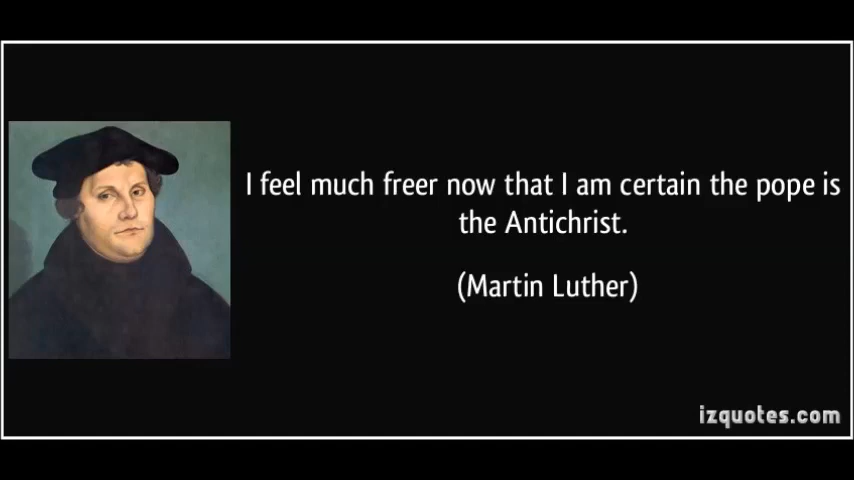 I feel much freer now that I am certain the pope is
the Antichrist.
(Martin Luther)
izquotes.com